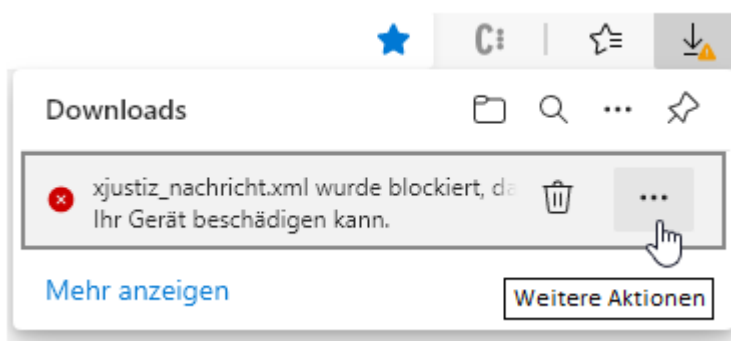 Downloads
xjustiz_nachricht.xml wurde blockiert, da
Ihr Gerät beschädigen kann.
Mehr anzeigen
Weitere Aktionen